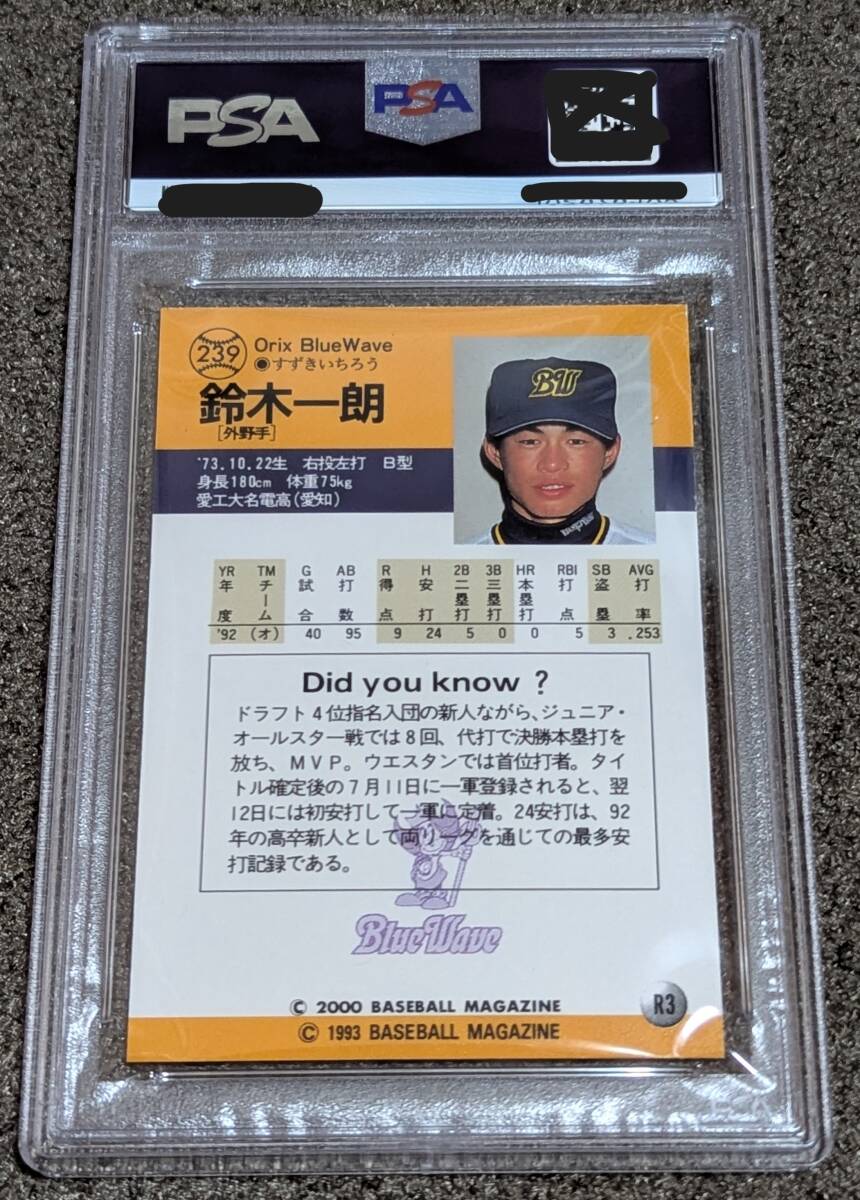 PSA
PSA
239
Orix BlueWave
●すずきいちろう
鈴木一朗
[外野手]
BW
'73.10.22生 右投左打 B型
身長180cm 体重75kg
愛工大名電高(愛知)
YR TM G AB R H 2B 3B HR RBI SB AVG
年度 チーム 試合 打数 得点 安打 二塁打 三塁打 本塁打 打点 盗塁 打率
'92 (オ) 40 95 9 24 5 0 0 5 3 .253
Did you know ?
ドラフト4位指名入団の新人ながら、ジュニア・
オールスター戦では8回、代打で決勝本塁打を
放ち、MVP。ウエスタンでは首位打者。タイ
トル確定後の7月11日に一軍登録されると、翌
12日には初安打して一軍に定着。24安打は、92
年の高卒新人として両リーグを通じての最多安
打記録である。
BlueWave
© 2000 BASEBALL MAGAZINE
R3
© 1993 BASEBALL MAGAZINE